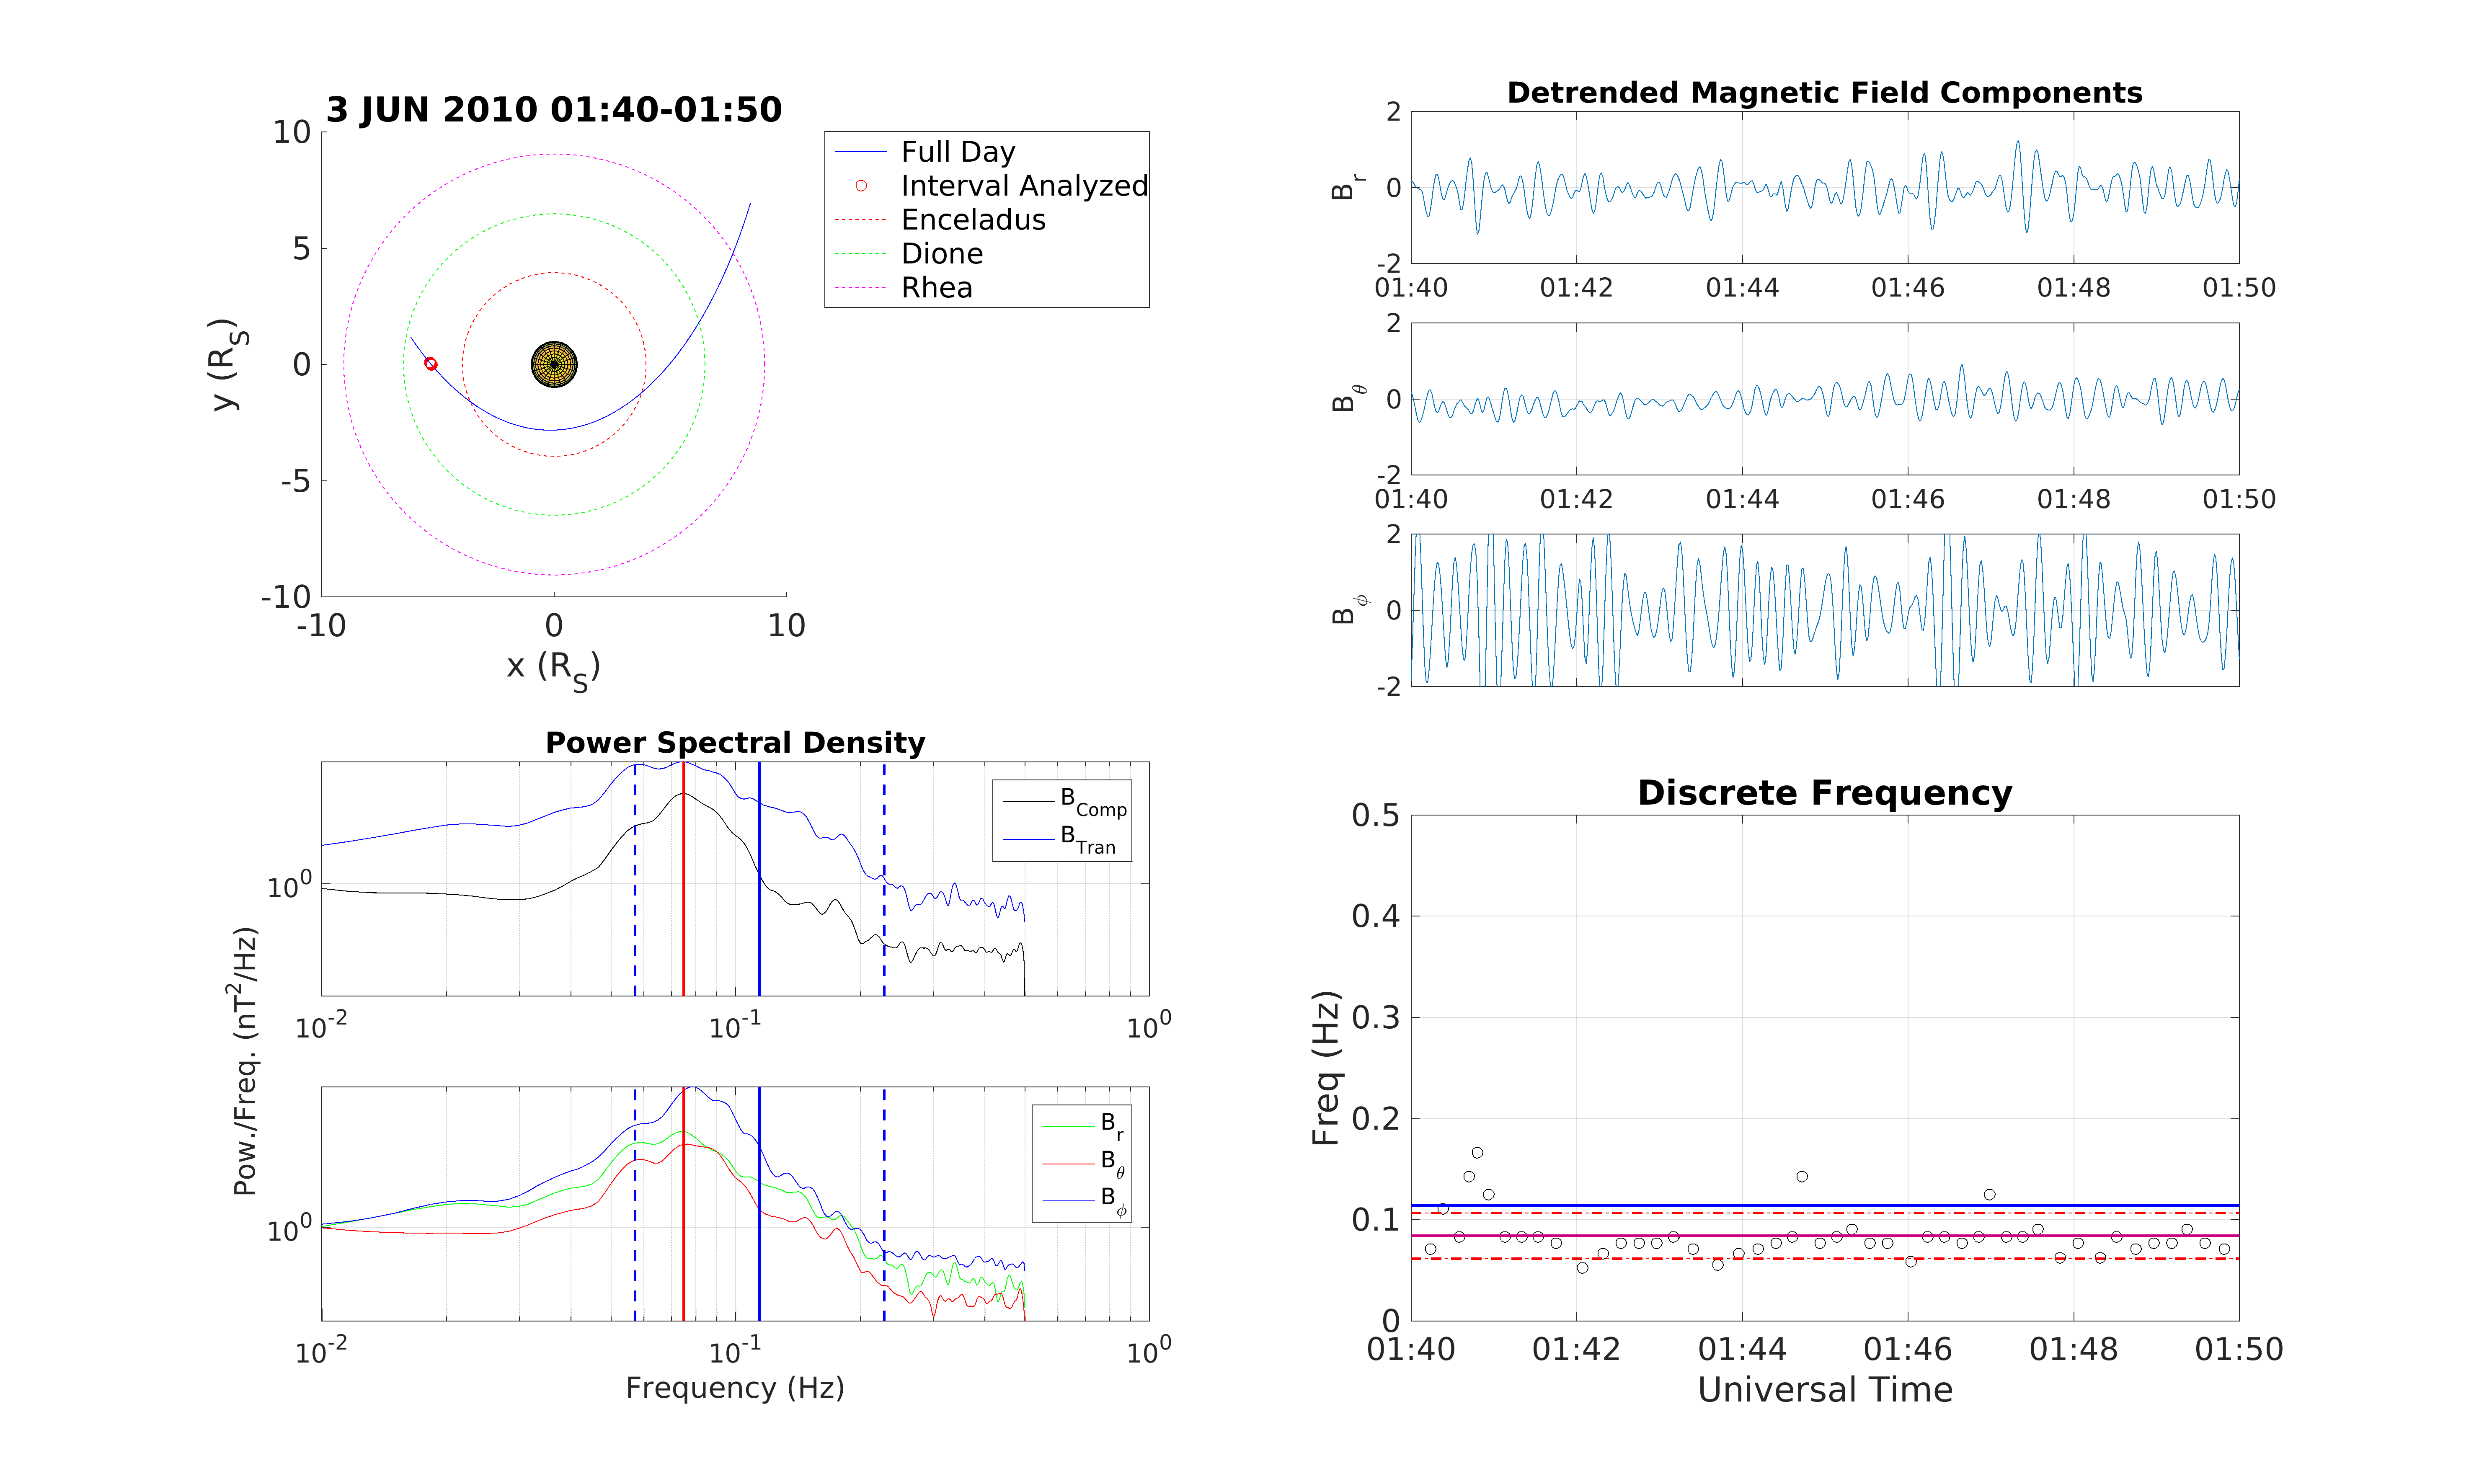 3 JUN 2010 01:40-01:50
10
5
0
-5
-10
-10 0 10
y (R_S)
x (R_S)
Full Day
Interval Analyzed
Enceladus
Dione
Rhea
Detrended Magnetic Field Components
2
0
-2
B_r
01:40 01:42 01:44 01:46 01:48 01:50
2
0
-2
B_θ
01:40 01:42 01:44 01:46 01:48 01:50
2
0
-2
B_ϕ
Power Spectral Density
10^0
B_Comp
B_Tran
10^-2 10^-1 10^0
Pow./Freq. (nT^2/Hz)
10^0
B_r
B_θ
B_ϕ
10^-2 10^-1 10^0
Frequency (Hz)
Discrete Frequency
0.5
0.4
0.3
0.2
0.1
0
Freq (Hz)
01:40 01:42 01:44 01:46 01:48 01:50
Universal Time